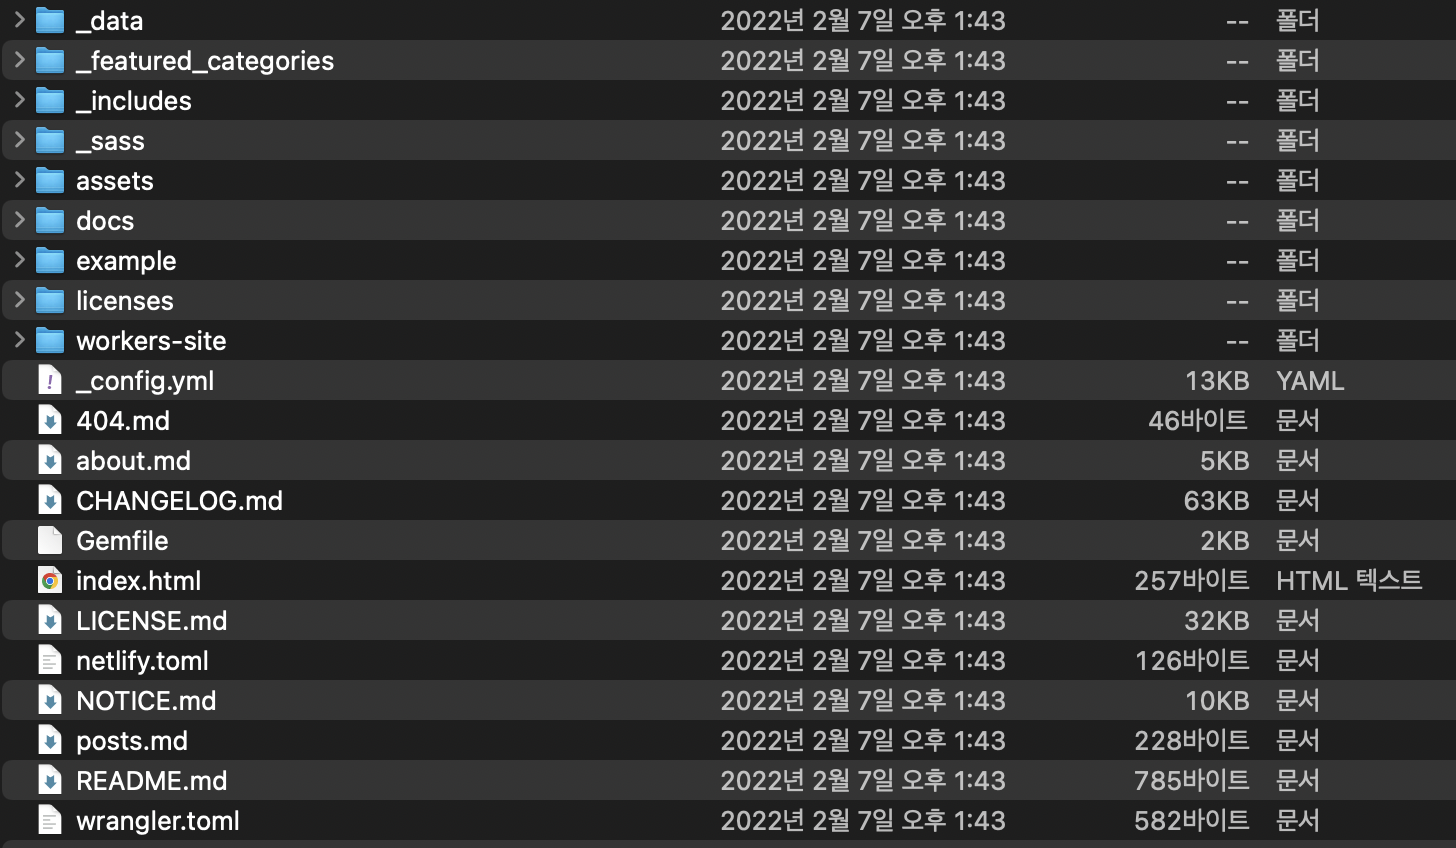 _data 2022년 2월 7일 오후 1:43 -- 폴더
_featured_categories 2022년 2월 7일 오후 1:43 -- 폴더
_includes 2022년 2월 7일 오후 1:43 -- 폴더
_sass 2022년 2월 7일 오후 1:43 -- 폴더
assets 2022년 2월 7일 오후 1:43 -- 폴더
docs 2022년 2월 7일 오후 1:43 -- 폴더
example 2022년 2월 7일 오후 1:43 -- 폴더
licenses 2022년 2월 7일 오후 1:43 -- 폴더
workers-site 2022년 2월 7일 오후 1:43 -- 폴더
_config.yml 2022년 2월 7일 오후 1:43 13KB YAML
404.md 2022년 2월 7일 오후 1:43 46바이트 문서
about.md 2022년 2월 7일 오후 1:43 5KB 문서
CHANGELOG.md 2022년 2월 7일 오후 1:43 63KB 문서
Gemfile 2022년 2월 7일 오후 1:43 2KB 문서
index.html 2022년 2월 7일 오후 1:43 257바이트 HTML 텍스트
LICENSE.md 2022년 2월 7일 오후 1:43 32KB 문서
netlify.toml 2022년 2월 7일 오후 1:43 126바이트 문서
NOTICE.md 2022년 2월 7일 오후 1:43 10KB 문서
posts.md 2022년 2월 7일 오후 1:43 228바이트 문서
README.md 2022년 2월 7일 오후 1:43 785바이트 문서
wrangler.toml 2022년 2월 7일 오후 1:43 582바이트 문서